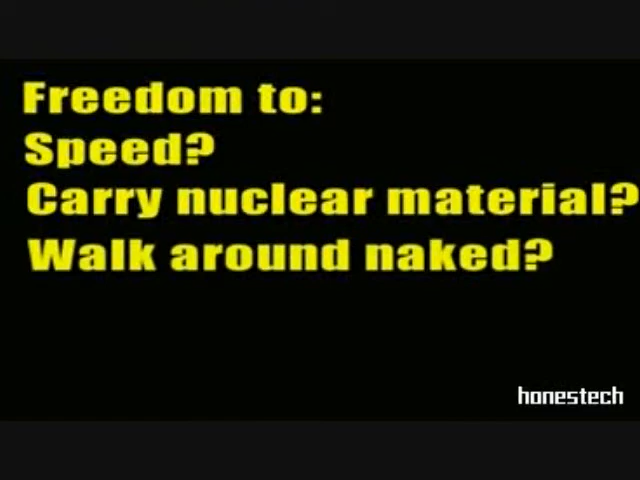 Freedom to:
Speed?
Carry nuclear material?
Walk around naked?
honestech